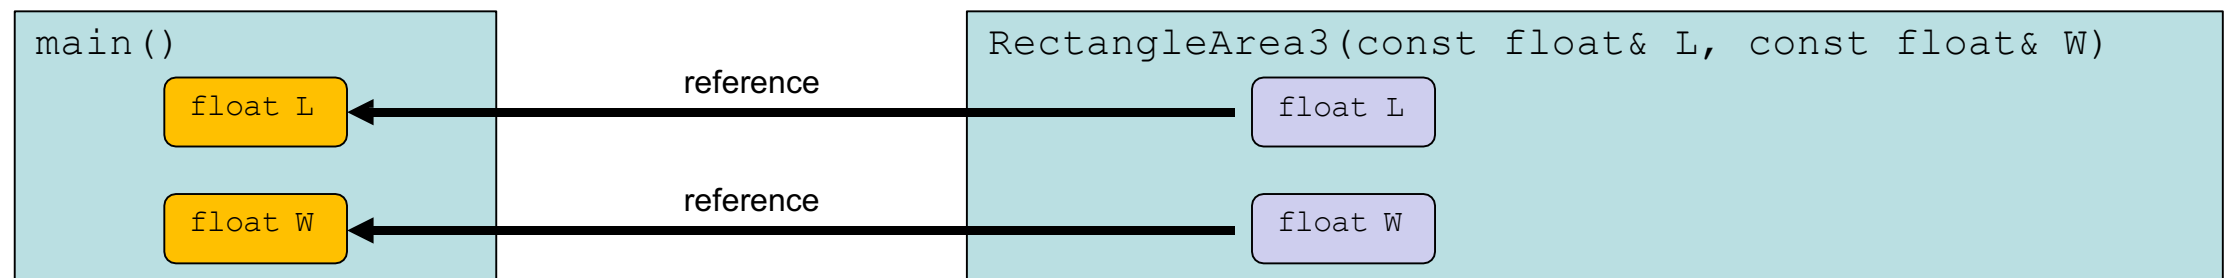 main()
RectangleArea3(const float& L, const float& W)
float L
reference
float L
float W
reference
float W